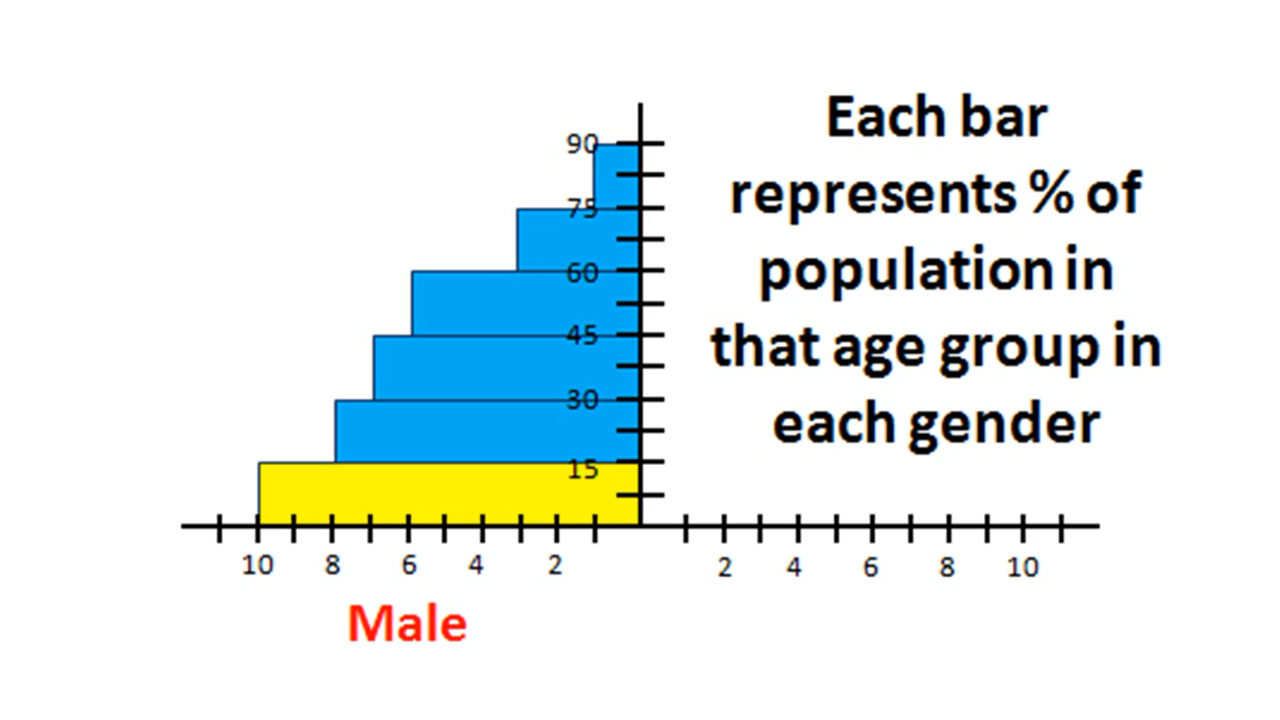 Each bar
represents % of
population in
that age group in
each gender
90
75
60
45
30
15
10 8 6 4 2 2 4 6 8 10
Male